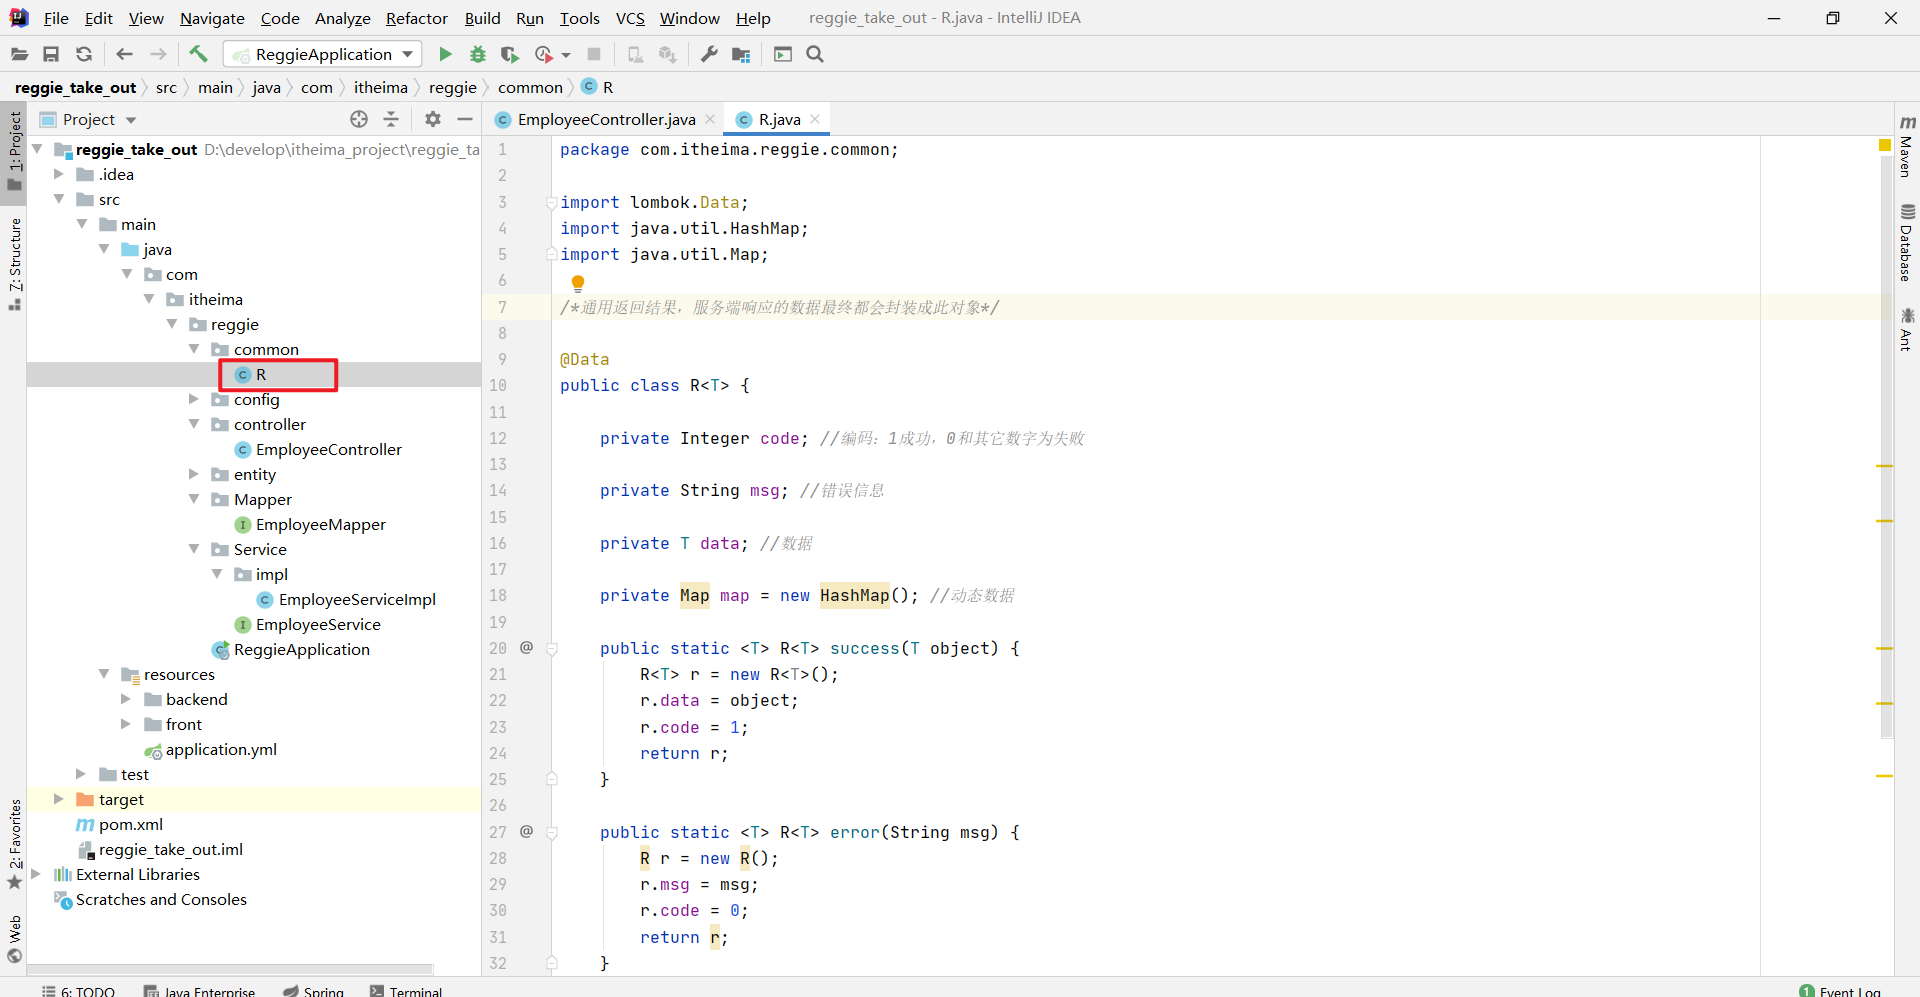 File Edit View Navigate Code Analyze Refactor Build Run Tools VCS Window Help reggie_take_out - R.java - IntelliJ IDEA
ReggieApplication
reggie_take_out src main java com itheima reggie common R
Project
EmployeeController.java R.java
1: Project
7: Structure
2: Favorites
Web
reggie_take_out D:\develop\itheima_project\reggie_ta
.idea
src
main
java
com
itheima
reggie
common
R
config
controller
EmployeeController
entity
Mapper
EmployeeMapper
Service
impl
EmployeeServiceImpl
EmployeeService
ReggieApplication
resources
backend
front
application.yml
test
target
pom.xml
reggie_take_out.iml
External Libraries
Scratches and Consoles
1 package com.itheima.reggie.common;
2
3 import lombok.Data;
4 import java.util.HashMap;
5 import java.util.Map;
6
7 /*通用返回结果，服务端响应的数据最终都会封装成此对象*/
8
9 @Data
10 public class R<T> {
11
12 private Integer code; //编码：1成功，0和其它数字为失败
13
14 private String msg; //错误信息
15
16 private T data; //数据
17
18 private Map map = new HashMap(); //动态数据
19
20 @ public static <T> R<T> success(T object) {
21 R<T> r = new R<T>();
22 r.data = object;
23 r.code = 1;
24 return r;
25 }
26
27 @ public static <T> R<T> error(String msg) {
28 R r = new R();
29 r.msg = msg;
30 r.code = 0;
31 return r;
32 }
Maven
Database
Ant
6: TODO Java Enterprise Spring Terminal 1 Event Log